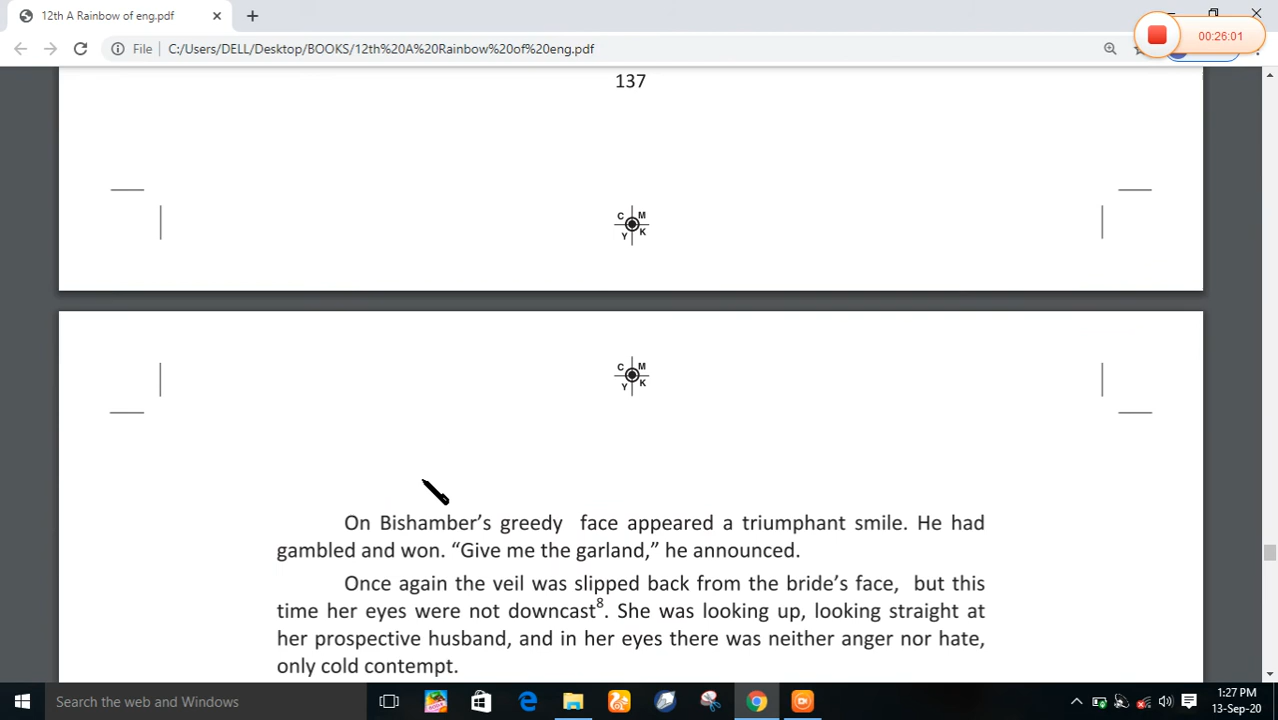 12th A Rainbow of eng.pdf
00:26:01
File C:/Users/DELL/Desktop/BOOKS/12th%20A%20Rainbow%20of%20eng.pdf
137
C M
Y K
C M
Y K
On Bishamber’s greedy face appeared a triumphant smile. He had
gambled and won. “Give me the garland,” he announced.
Once again the veil was slipped back from the bride’s face, but this
time her eyes were not downcast8. She was looking up, looking straight at
her prospective husband, and in her eyes there was neither anger nor hate,
only cold contempt.
Search the web and Windows
1:27 PM
13-Sep-20